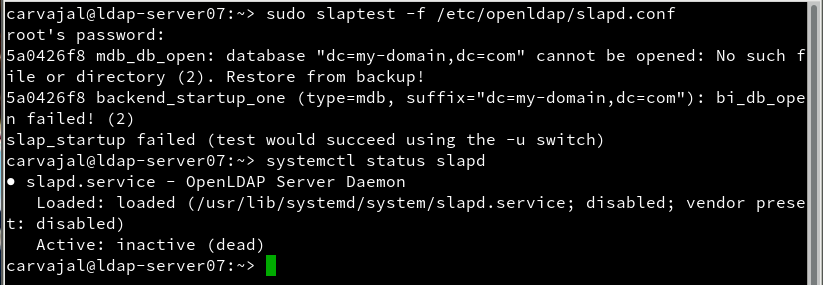 carvajal@ldap-server07:~> sudo slaptest -f /etc/openldap/slapd.conf
root's password:
5a0426f8 mdb_db_open: database "dc=my-domain,dc=com" cannot be opened: No such f
ile or directory (2). Restore from backup!
5a0426f8 backend_startup_one (type=mdb, suffix="dc=my-domain,dc=com"): bi_db_ope
n failed! (2)
slap_startup failed (test would succeed using the -u switch)
carvajal@ldap-server07:~> systemctl status slapd
● slapd.service - OpenLDAP Server Daemon
   Loaded: loaded (/usr/lib/systemd/system/slapd.service; disabled; vendor prese
t: disabled)
   Active: inactive (dead)
carvajal@ldap-server07:~>